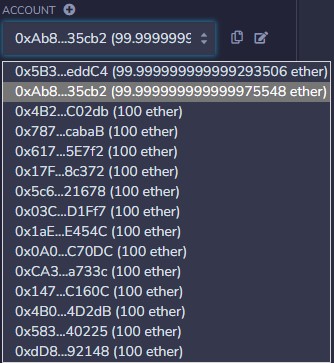 ACCOUNT
0xAb8...35cb2 (99.9999999
0x5B3...eddC4 (99.999999999999293506 ether)
0xAb8...35cb2 (99.999999999999975548 ether)
0x4B2...C02db (100 ether)
0x787...cabaB (100 ether)
0x617...5E7f2 (100 ether)
0x17F...8c372 (100 ether)
0x5c6...21678 (100 ether)
0x03C...D1Ff7 (100 ether)
0x1aE...E454C (100 ether)
0x0A0...C70DC (100 ether)
0xCA3...a733c (100 ether)
0x147...C160C (100 ether)
0x4B0...4D2dB (100 ether)
0x583...40225 (100 ether)
0xdD8...92148 (100 ether)